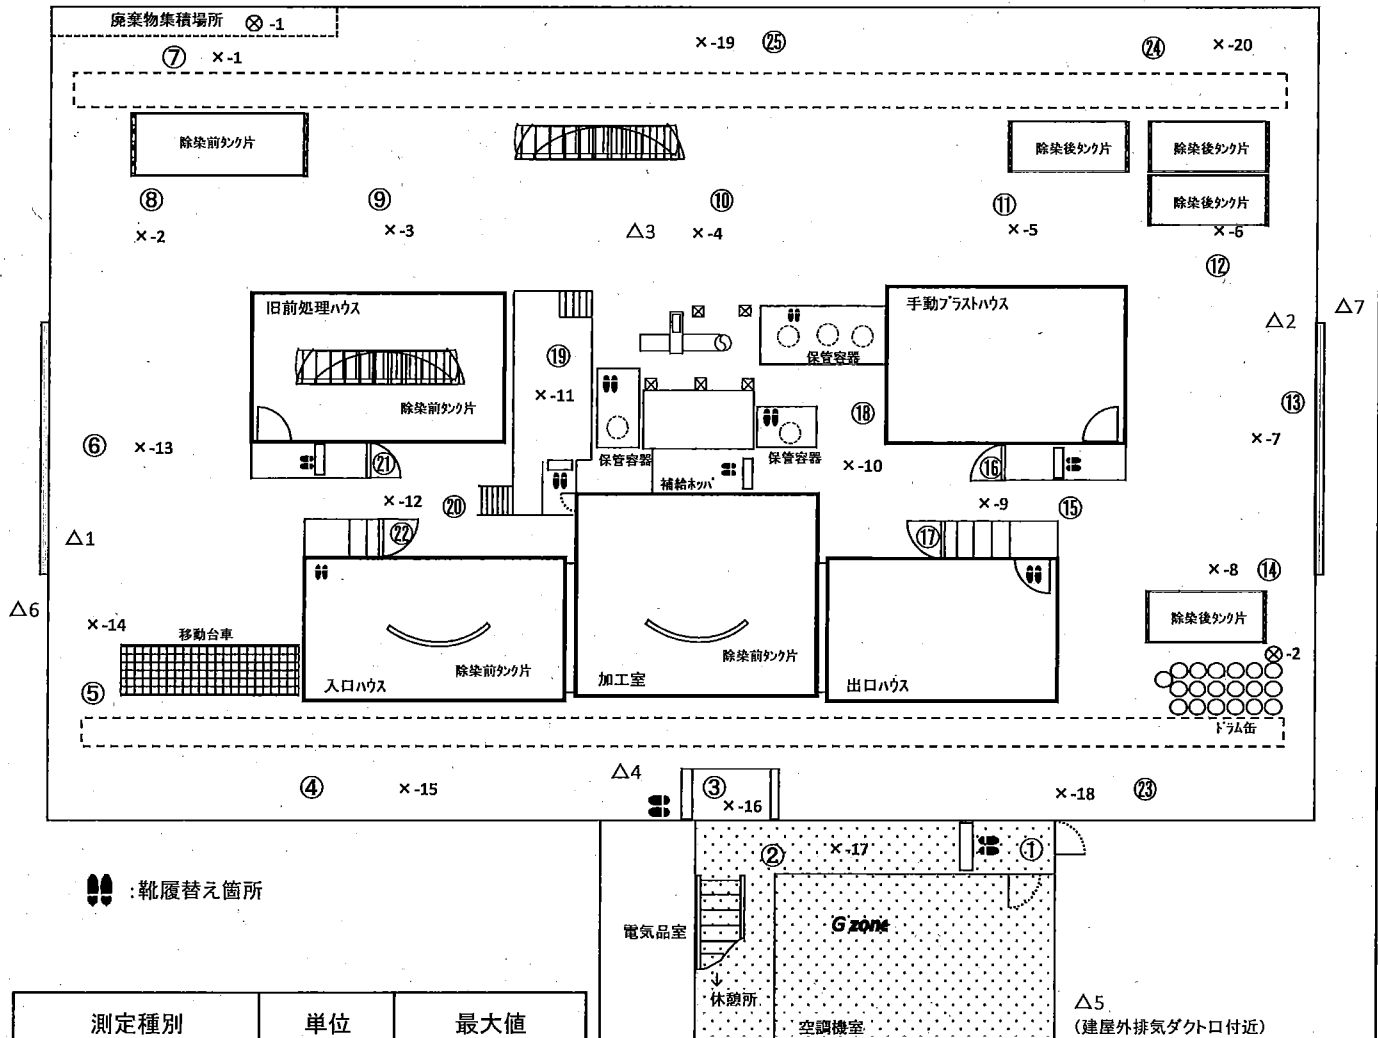 廃棄物集積場所 ⊗ -1
⑦ ×-1
×-19 ㉕
㉔ ×-20
除染前タンク片
除染後タンク片
除染後タンク片
除染後タンク片
⑧
×-2
⑨
×-3
⑩
△3 ×-4
⑪
×-5
×-6
⑫
旧前処理ハウス
除染前タンク片
⑲
×-11
保管容器
手動ブラストハウス
△2
△7
⑬
×-7
⑱
×-10
保管容器
保管容器
補給ホッパ
⑥ ×-13
㉑
×-12 ⑳
㉒
⑯
×-9 ⑮
⑰
△1
△6
×-14
移動台車
⑤
除染前タンク片
入口ハウス
除染前タンク片
加工室
出口ハウス
×-8 ⑭
除染後タンク片
⊗-2
ドラム缶
④ ×-15
△4
③
×-16
×-18 ㉓
② ×-17 ①
:靴履替え箇所
電気品室
G zone
休憩所
空調機室
△5
(建屋外排気ダクト口付近)
測定種別 単位 最大値